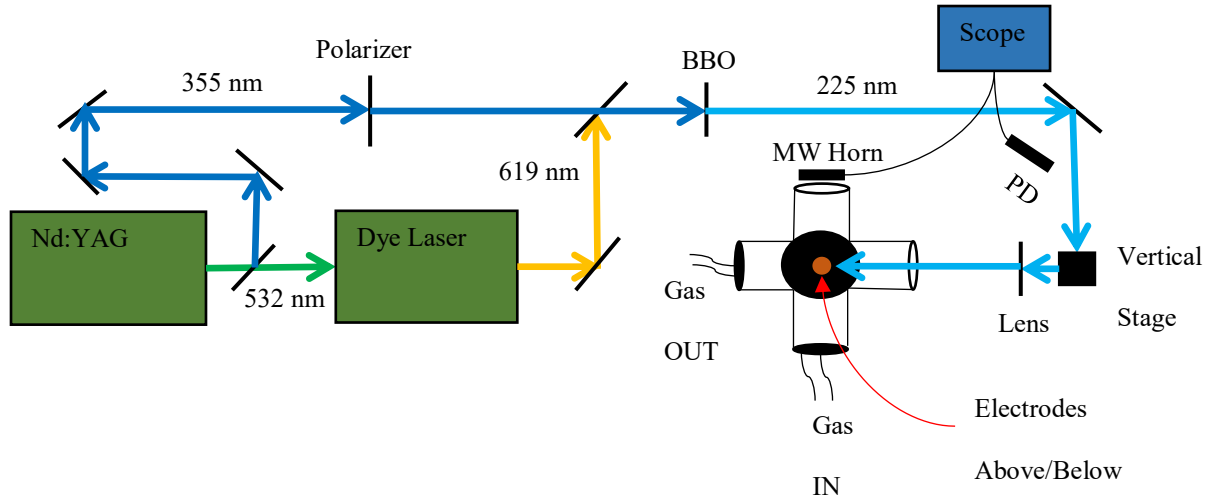 Scope
Polarizer
BBO
355 nm
225 nm
MW Horn
619 nm
PD
Nd:YAG
Dye Laser
532 nm
Vertical
Stage
Gas
OUT
Lens
Gas
IN
Electrodes
Above/Below